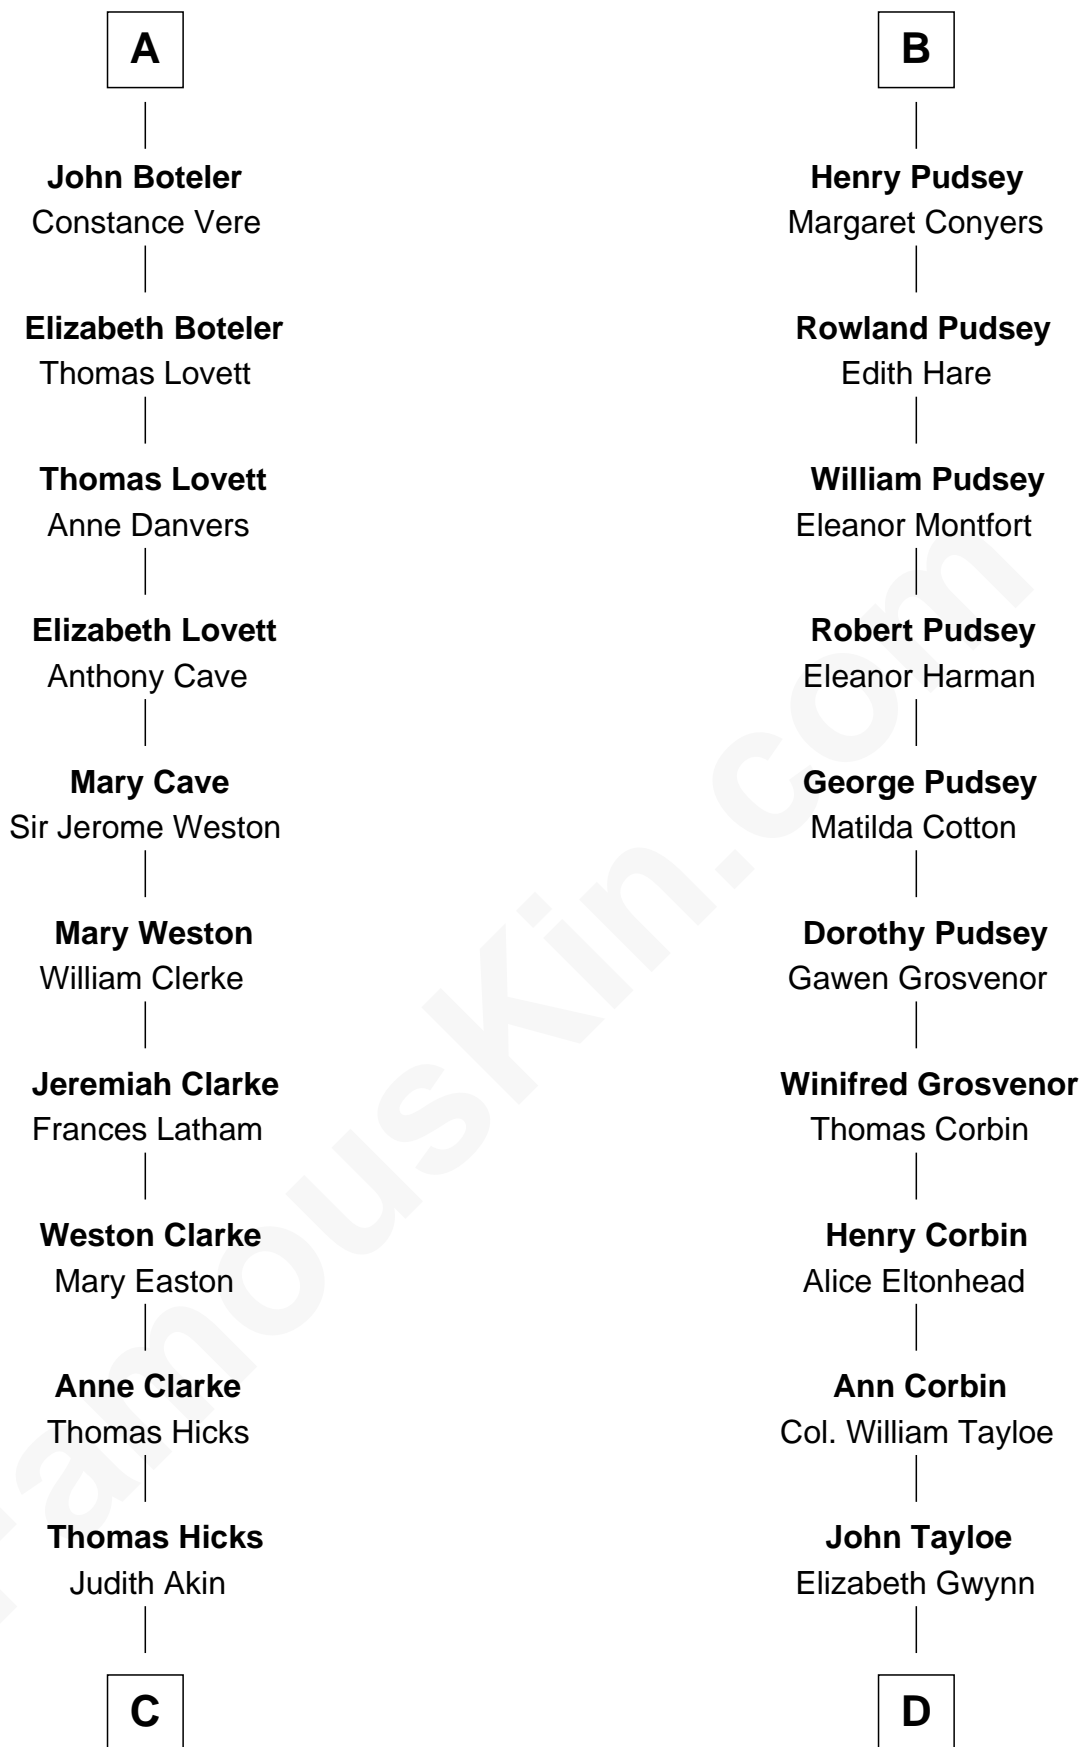 A
John Boteler
Constance Vere
Elizabeth Boteler
Thomas Lovett
Thomas Lovett
Anne Danvers
Elizabeth Lovett
Anthony Cave
Mary Cave
Sir Jerome Weston
Mary Weston
William Clerke
Jeremiah Clarke
Frances Latham
Weston Clarke
Mary Easton
Anne Clarke
Thomas Hicks
Thomas Hicks
Judith Akin
C
B
Henry Pudsey
Margaret Conyers
Rowland Pudsey
Edith Hare
William Pudsey
Eleanor Montfort
Robert Pudsey
Eleanor Harman
George Pudsey
Matilda Cotton
Dorothy Pudsey
Gawen Grosvenor
Winifred Grosvenor
Thomas Corbin
Henry Corbin
Alice Eltonhead
Ann Corbin
Col. William Tayloe
John Tayloe
Elizabeth Gwynn
D
FamousKin.com